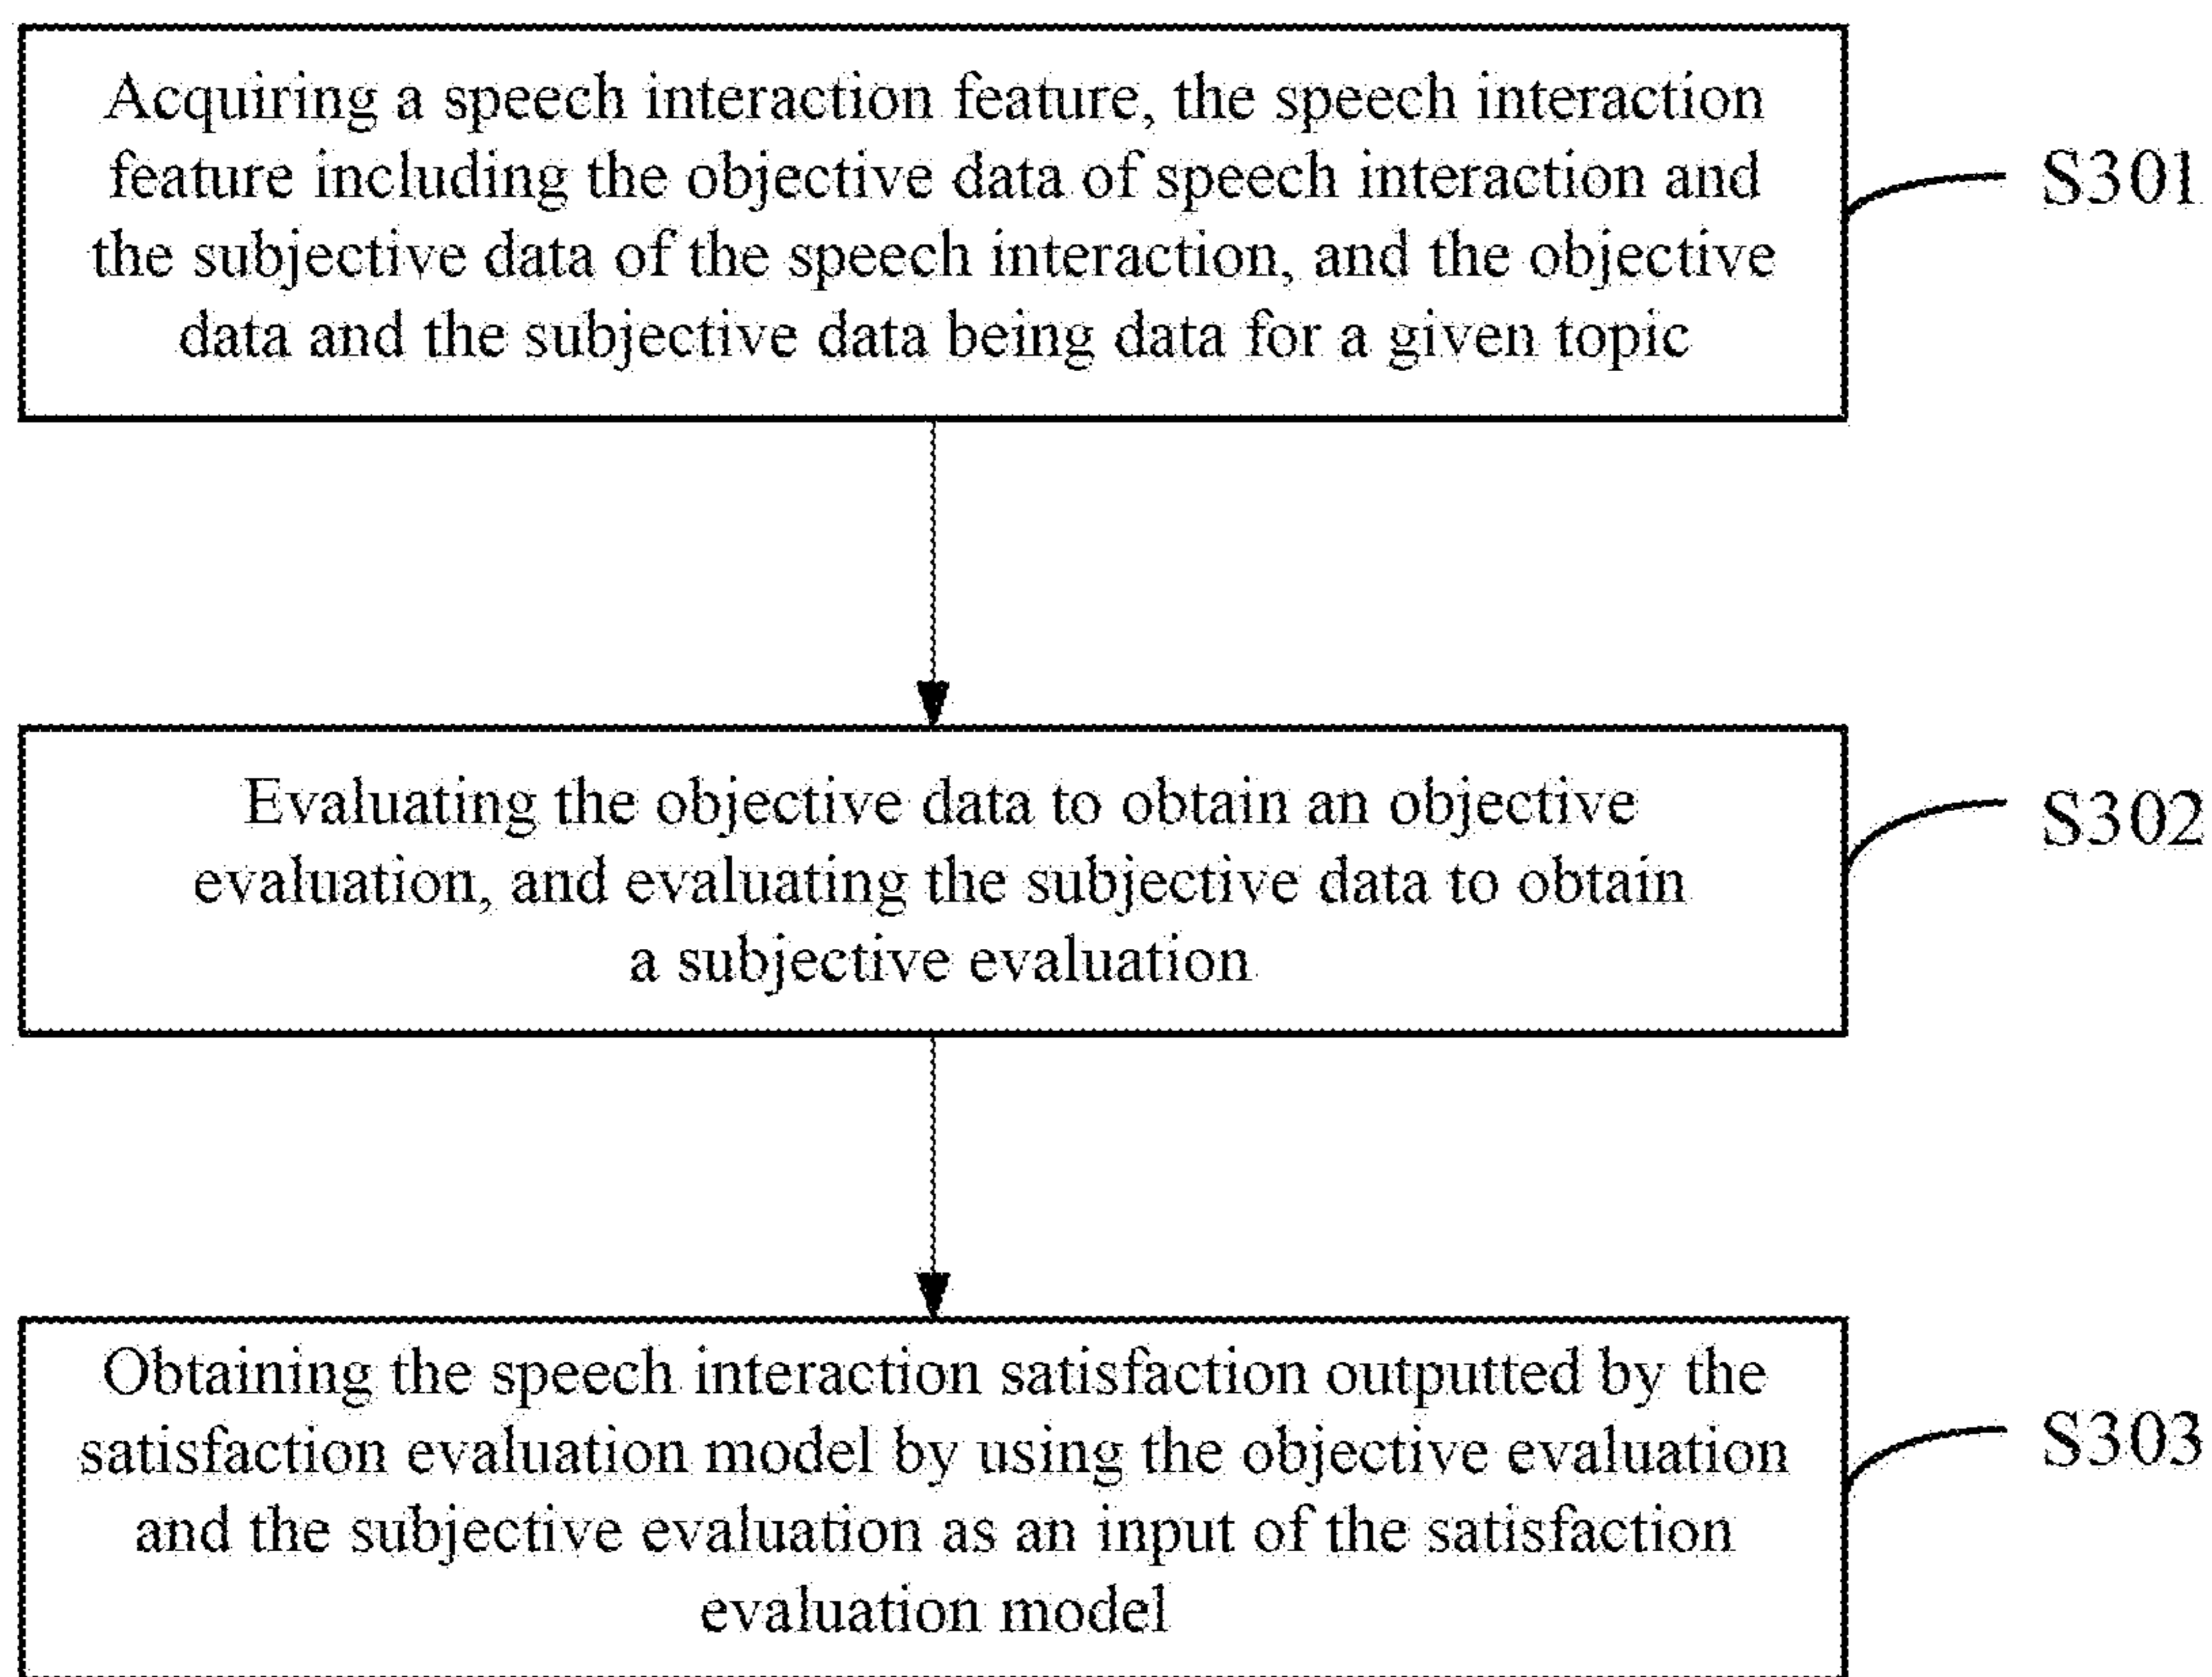 Acquiring a speech interaction feature, the speech interaction
feature including the objective data of speech interaction and
the subjective data of the speech interaction, and the objective
data and the subjective data being data for a given topic
S301
Evaluating the objective data to obtain an objective
evaluation, and evaluating the subjective data to obtain
a subjective evaluation
S302
Obtaining the speech interaction satisfaction outputted by the
satisfaction evaluation model by using the objective evaluation
and the subjective evaluation as an input of the satisfaction
evaluation model
S303